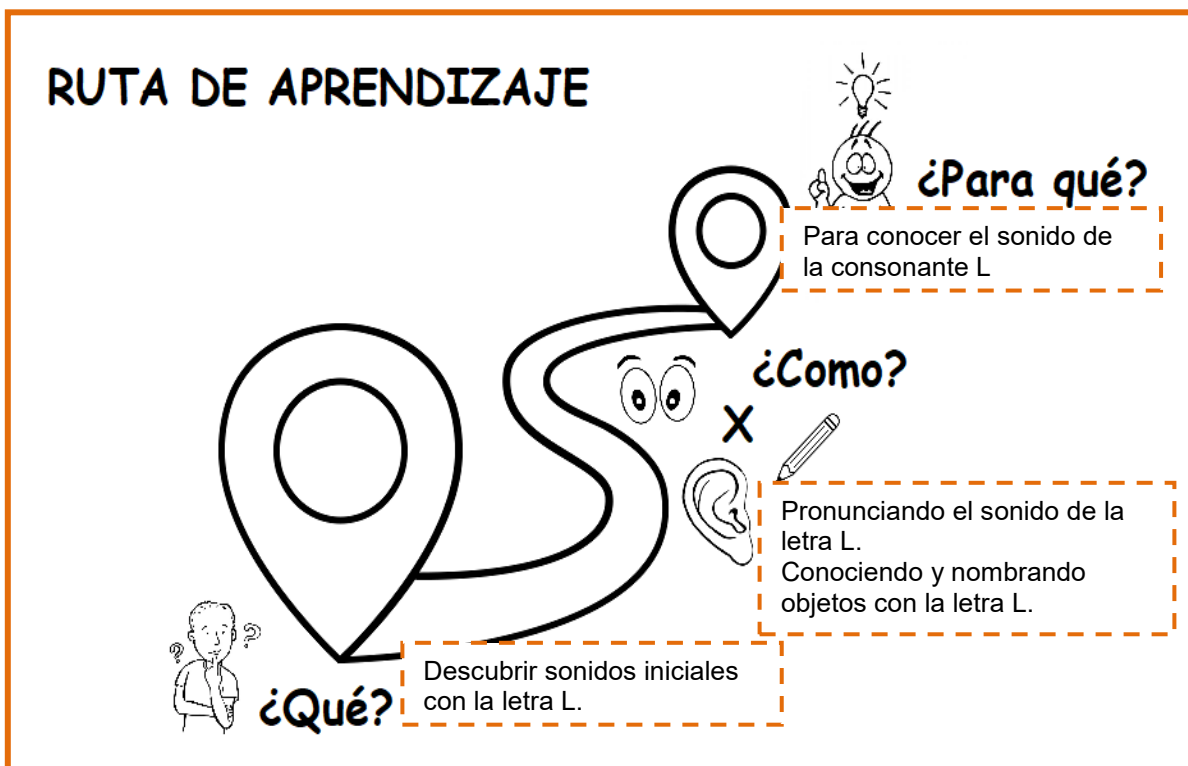 RUTA DE APRENDIZAJE
¿Para qué?
Para conocer el sonido de
la consonante L
¿Como?
X
Pronunciando el sonido de la
letra L.
Conociendo y nombrando
objetos con la letra L.
? ?
¿Qué?
Descubrir sonidos iniciales
con la letra L.